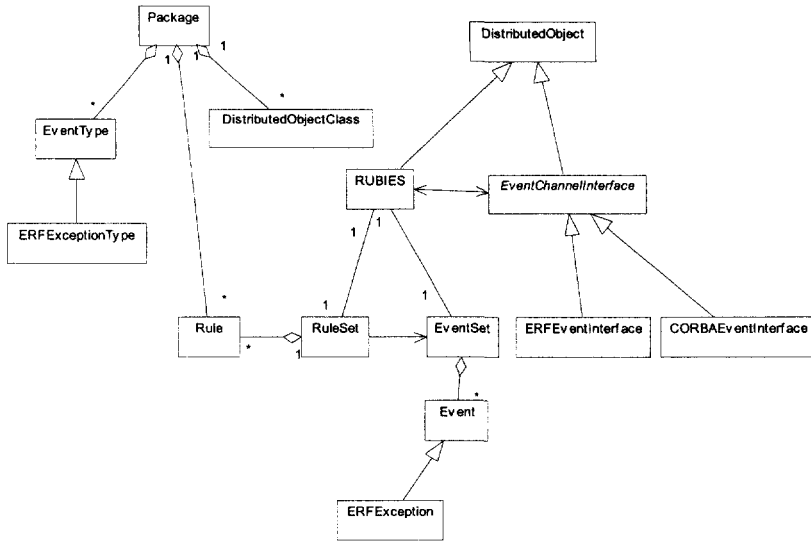 Package
DistributedObject
1
1
1
*
*
EventType
DistributedObjectClass
RUBIES
EventChannelInterface
ERFExceptionType
1
1
*
1
1
Rule
RuleSet
EventSet
ERFEventInterface
CORBAEventInterface
*
1
*
Event
ERFException